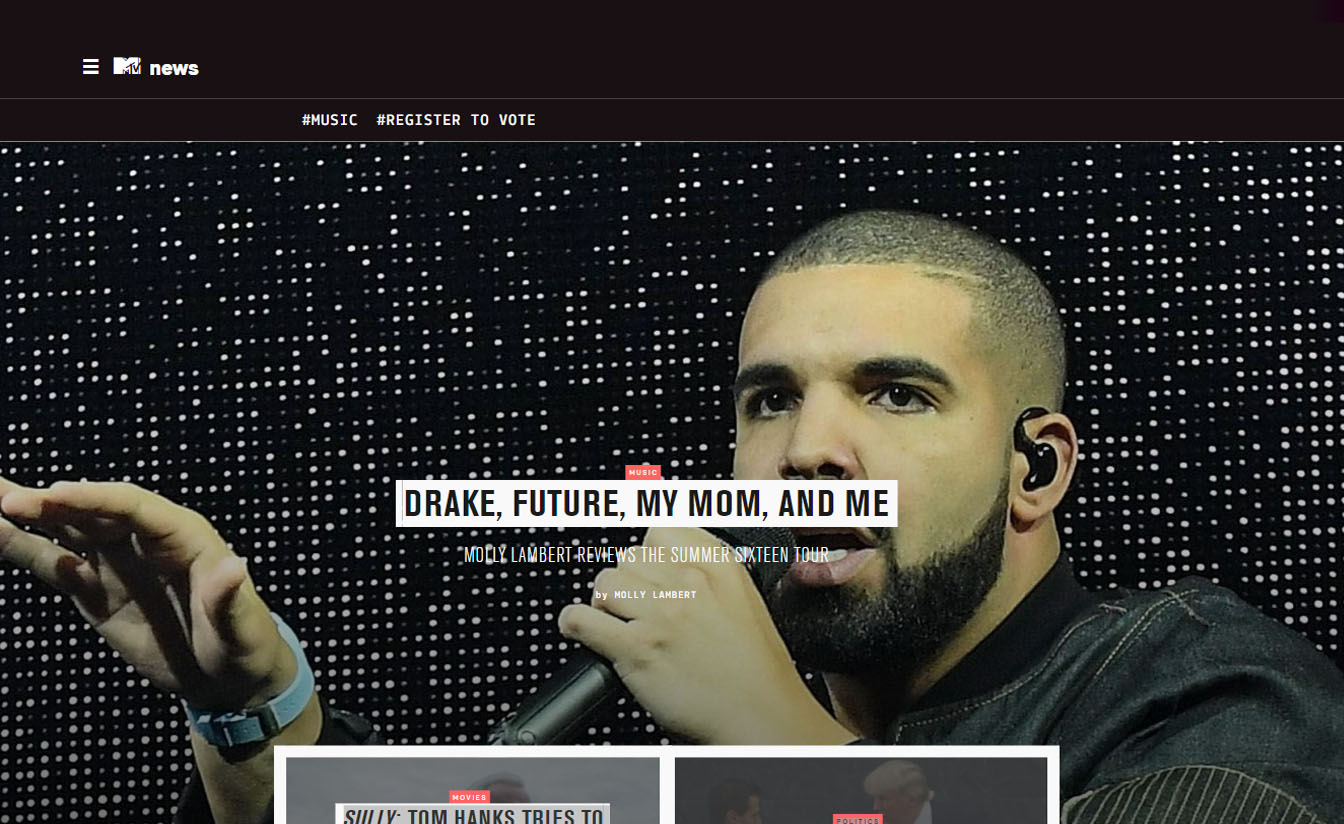 MTV news
#MUSIC #REGISTER TO VOTE
MUSIC
DRAKE, FUTURE, MY MOM, AND ME
MOLLY LAMBERT REVIEWS THE SUMMER SIXTEEN TOUR
by MOLLY LAMBERT
MOVIES
SULLY: TOM HANKS TRIES TO
POLITICS